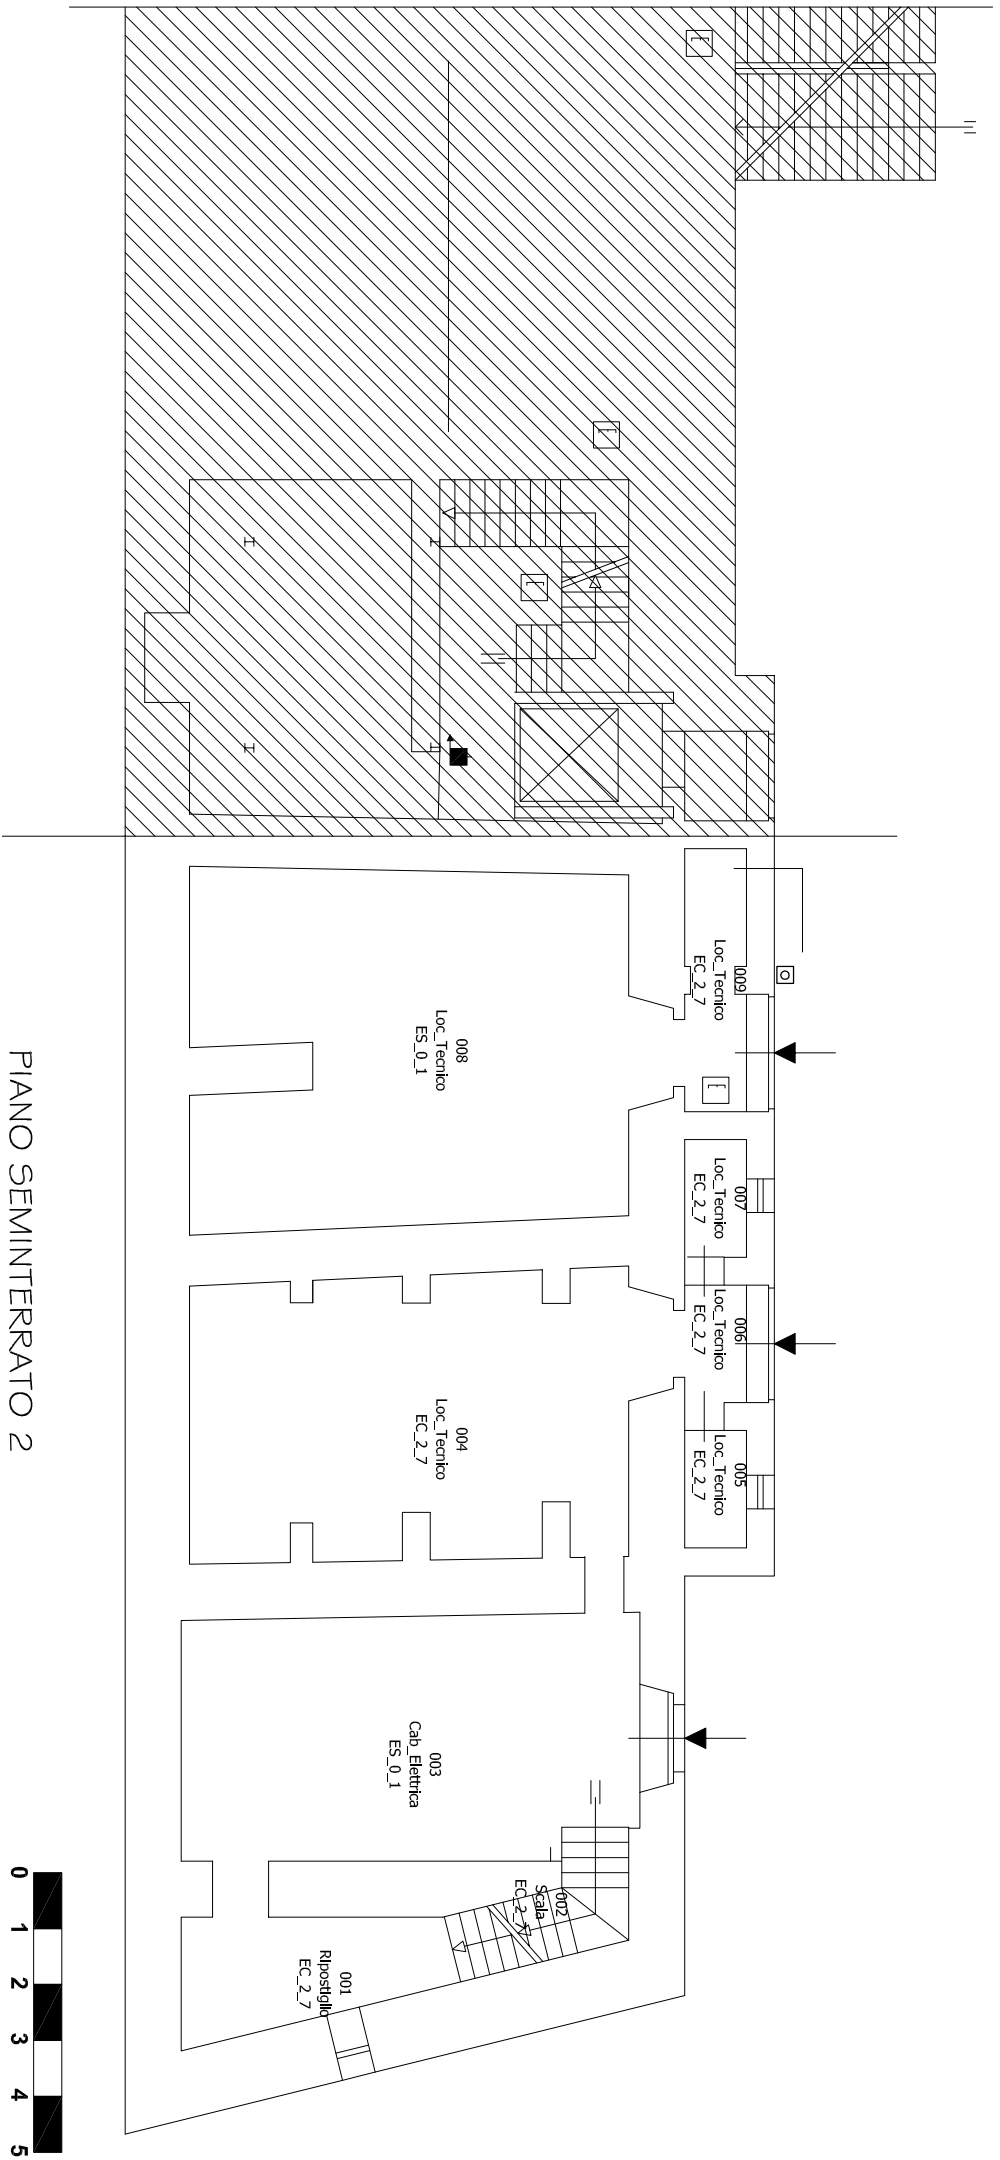 009
Loc_Tecnico
EC_2_7
008
Loc_Tecnico
ES_0_1
007
Loc_Tecnico
EC_2_7
006
Loc_Tecnico
EC_2_7
005
Loc_Tecnico
EC_2_7
004
Loc_Tecnico
EC_2_7
003
Cab_Elettrica
ES_0_1
002
Scala
EC_2_7
001
Ripostiglio
EC_2_7
PIANO SEMINTERRATO 2
0 1 2 3 4 5